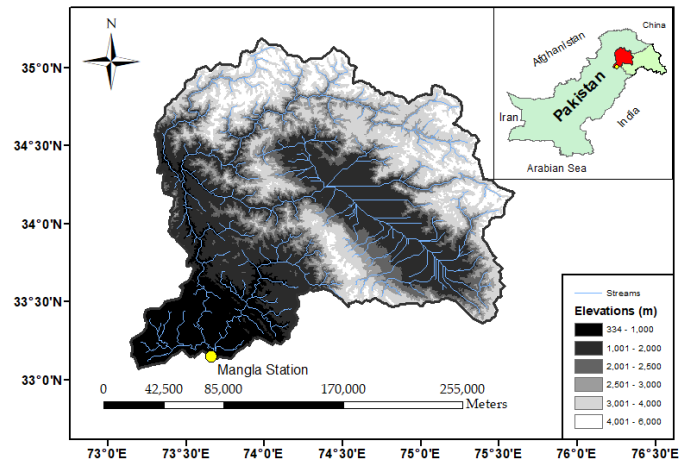 N
China
Afghanistan
Pakistan
Iran
India
Arabian Sea
35°0'N
34°30'N
34°0'N
33°30'N
33°0'N
Mangla Station
0 42,500 85,000 170,000 255,000
Meters
Streams
Elevations (m)
334 - 1,000
1,001 - 2,000
2,001 - 2,500
2,501 - 3,000
3,001 - 4,000
4,001 - 6,000
73°0'E 73°30'E 74°0'E 74°30'E 75°0'E 75°30'E 76°0'E 76°30'E